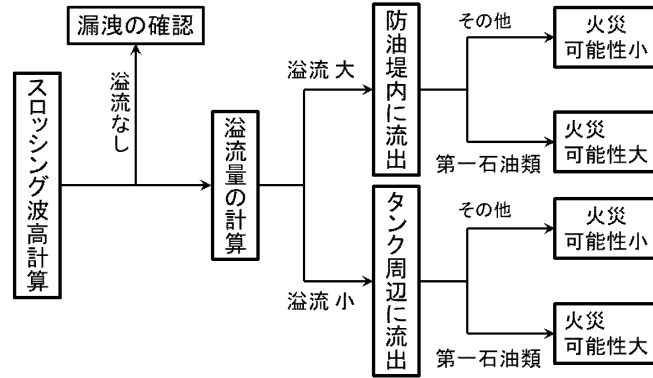 漏洩の確認
スロッシング波高計算
溢流なし
溢流量の計算
溢流 大
溢流 小
防油堤内に流出
タンク周辺に流出
その他
火災
可能性小
第一石油類
火災
可能性大
その他
火災
可能性小
第一石油類
火災
可能性大